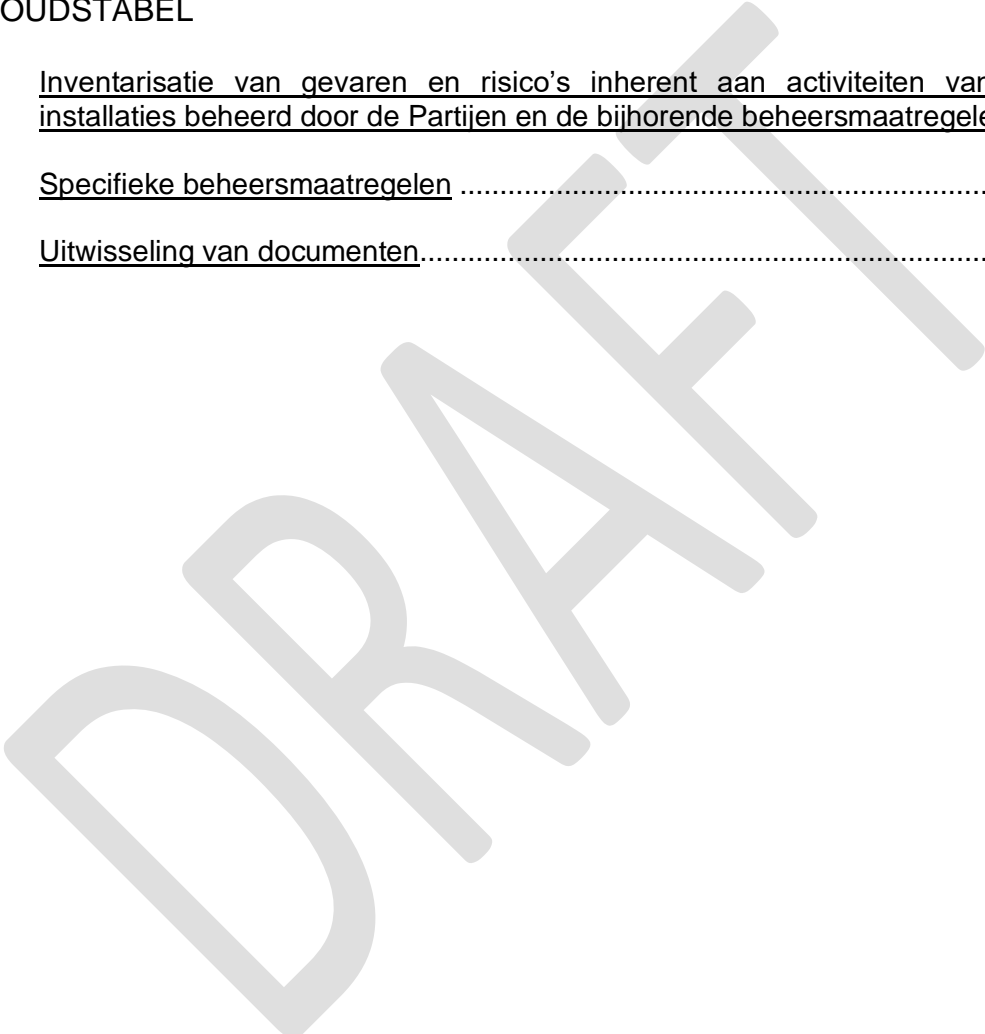 OUDSTABEL
Inventarisatie van gevaren en risico's inherent aan activiteiten van
installaties beheerd door de Partijen en de bijhorende beheersmaatregele
Specifieke beheersmaatregelen ....................................................................
Uitwisseling van documenten.........................................................................
DRAFT